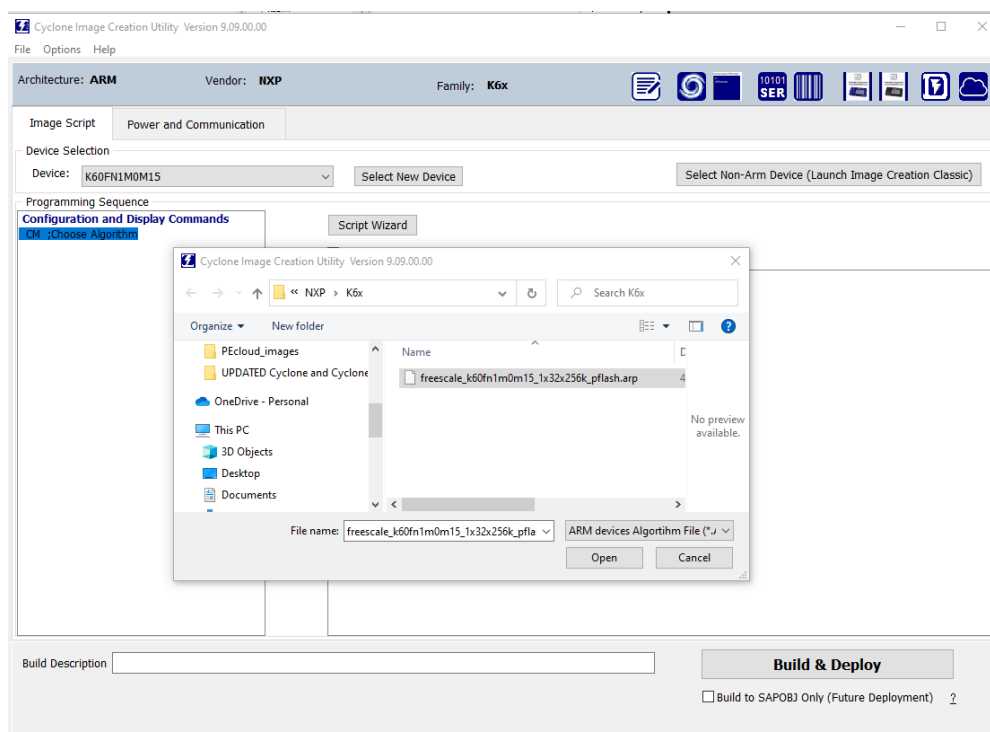 Cyclone Image Creation Utility Version 9.09.00.00
File Options Help
Architecture: ARM Vendor: NXP Family: K6x
10101
SER
Image Script Power and Communication
Device Selection
Device: K60FN1M0M15 Select New Device Select Non-Arm Device (Launch Image Creation Classic)
Programming Sequence
Configuration and Display Commands
CM ;Choose Algorithm
Script Wizard
Cyclone Image Creation Utility Version 9.09.00.00
« NXP › K6x Search K6x
Organize New folder
PEcloud_images
UPDATED Cyclone and Cyclone
OneDrive - Personal
This PC
3D Objects
Desktop
Documents
Name
freescale_k60fn1m0m15_1x32x256k_pflash.arp 4
No preview
available.
File name: freescale_k60fn1m0m15_1x32x256k_pfla ARM devices Algortihm File (*.
Open Cancel
Build Description
Build & Deploy
Build to SAPOBJ Only (Future Deployment) ?